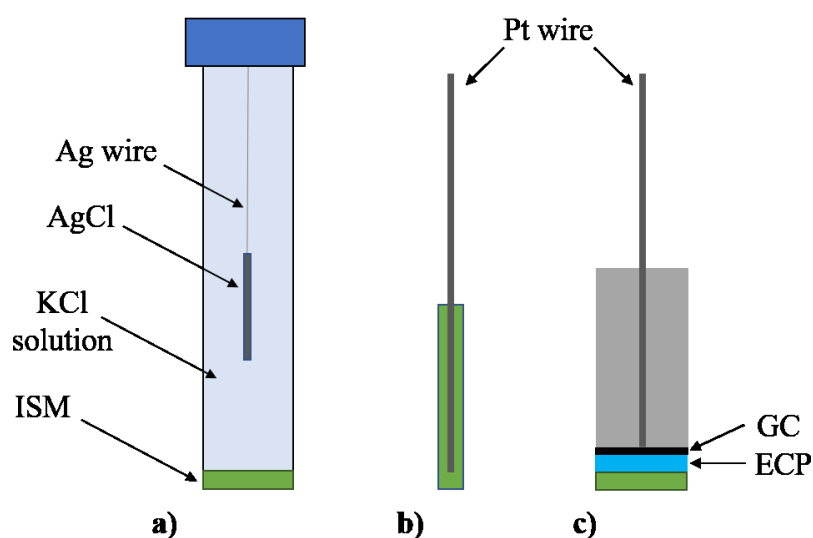 Pt wire
Ag wire
AgCl
KCl
solution
ISM
GC
ECP
a)
b)
c)